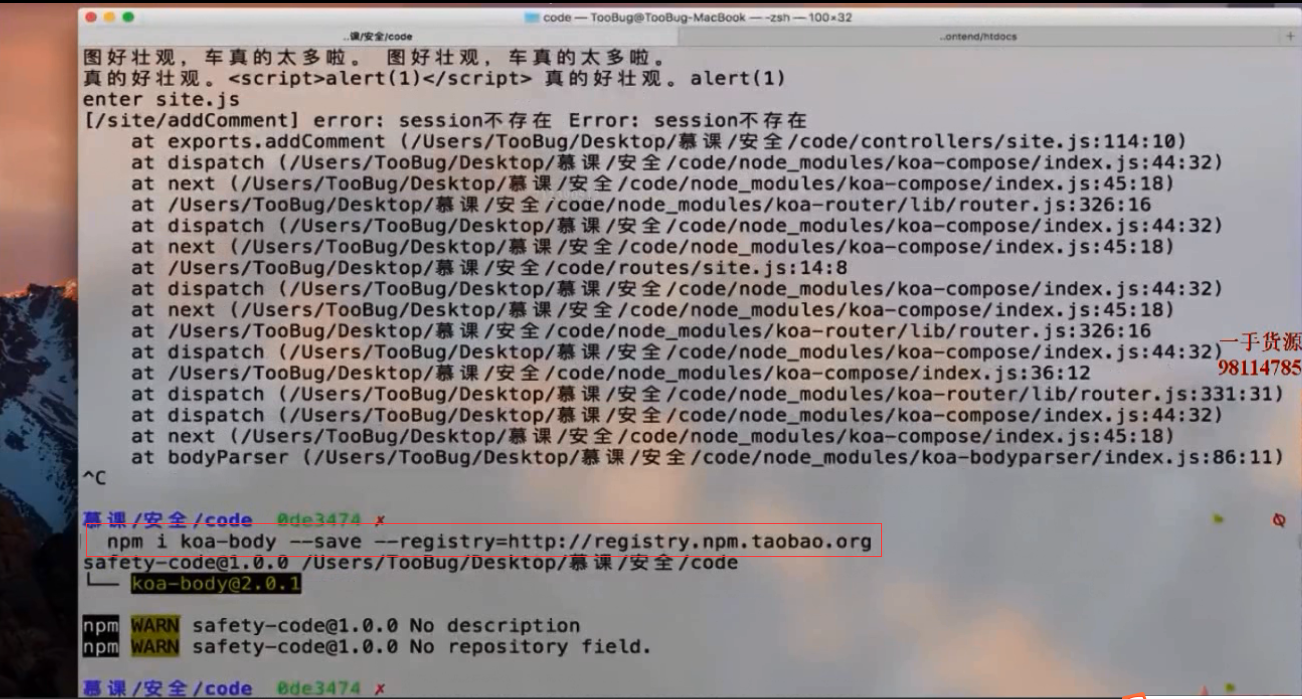 code — TooBug@TooBug-MacBook — -zsh — 100×32
..课/安全/code
..ontend/htdocs
+
图好壮观，车真的太多啦。 图好壮观，车真的太多啦。
真的好壮观。<script>alert(1)</script> 真的好壮观。alert(1)
enter site.js
[/site/addComment] error: session不存在 Error: session不存在
at exports.addComment (/Users/TooBug/Desktop/慕课/安全/code/controllers/site.js:114:10)
at dispatch (/Users/TooBug/Desktop/慕课/安全/code/node_modules/koa-compose/index.js:44:32)
at next (/Users/TooBug/Desktop/慕课/安全/code/node_modules/koa-compose/index.js:45:18)
at /Users/TooBug/Desktop/慕课/安全/code/node_modules/koa-router/lib/router.js:326:16
at dispatch (/Users/TooBug/Desktop/慕课/安全/code/node_modules/koa-compose/index.js:44:32)
at next (/Users/TooBug/Desktop/慕课/安全/code/node_modules/koa-compose/index.js:45:18)
at /Users/TooBug/Desktop/慕课/安全/code/routes/site.js:14:8
at dispatch (/Users/TooBug/Desktop/慕课/安全/code/node_modules/koa-compose/index.js:44:32)
at next (/Users/TooBug/Desktop/慕课/安全/code/node_modules/koa-compose/index.js:45:18)
at /Users/TooBug/Desktop/慕课/安全/code/node_modules/koa-router/lib/router.js:326:16
at dispatch (/Users/TooBug/Desktop/慕课/安全/code/node_modules/koa-compose/index.js:44:32)
一手货源
at /Users/TooBug/Desktop/慕课/安全/code/node_modules/koa-compose/index.js:36:12
98114785
at dispatch (/Users/TooBug/Desktop/慕课/安全/code/node_modules/koa-router/lib/router.js:331:31)
at dispatch (/Users/TooBug/Desktop/慕课/安全/code/node_modules/koa-compose/index.js:44:32)
at next (/Users/TooBug/Desktop/慕课/安全/code/node_modules/koa-compose/index.js:45:18)
at bodyParser (/Users/TooBug/Desktop/慕课/安全/code/node_modules/koa-bodyparser/index.js:86:11)
^C
慕课/安全/code 0de3474 ✗
npm i koa-body --save --registry=http://registry.npm.taobao.org
safety-code@1.0.0 /Users/TooBug/Desktop/慕课/安全/code
└── koa-body@2.0.1
npm WARN safety-code@1.0.0 No description
npm WARN safety-code@1.0.0 No repository field.
慕课/安全/code 0de3474 ✗